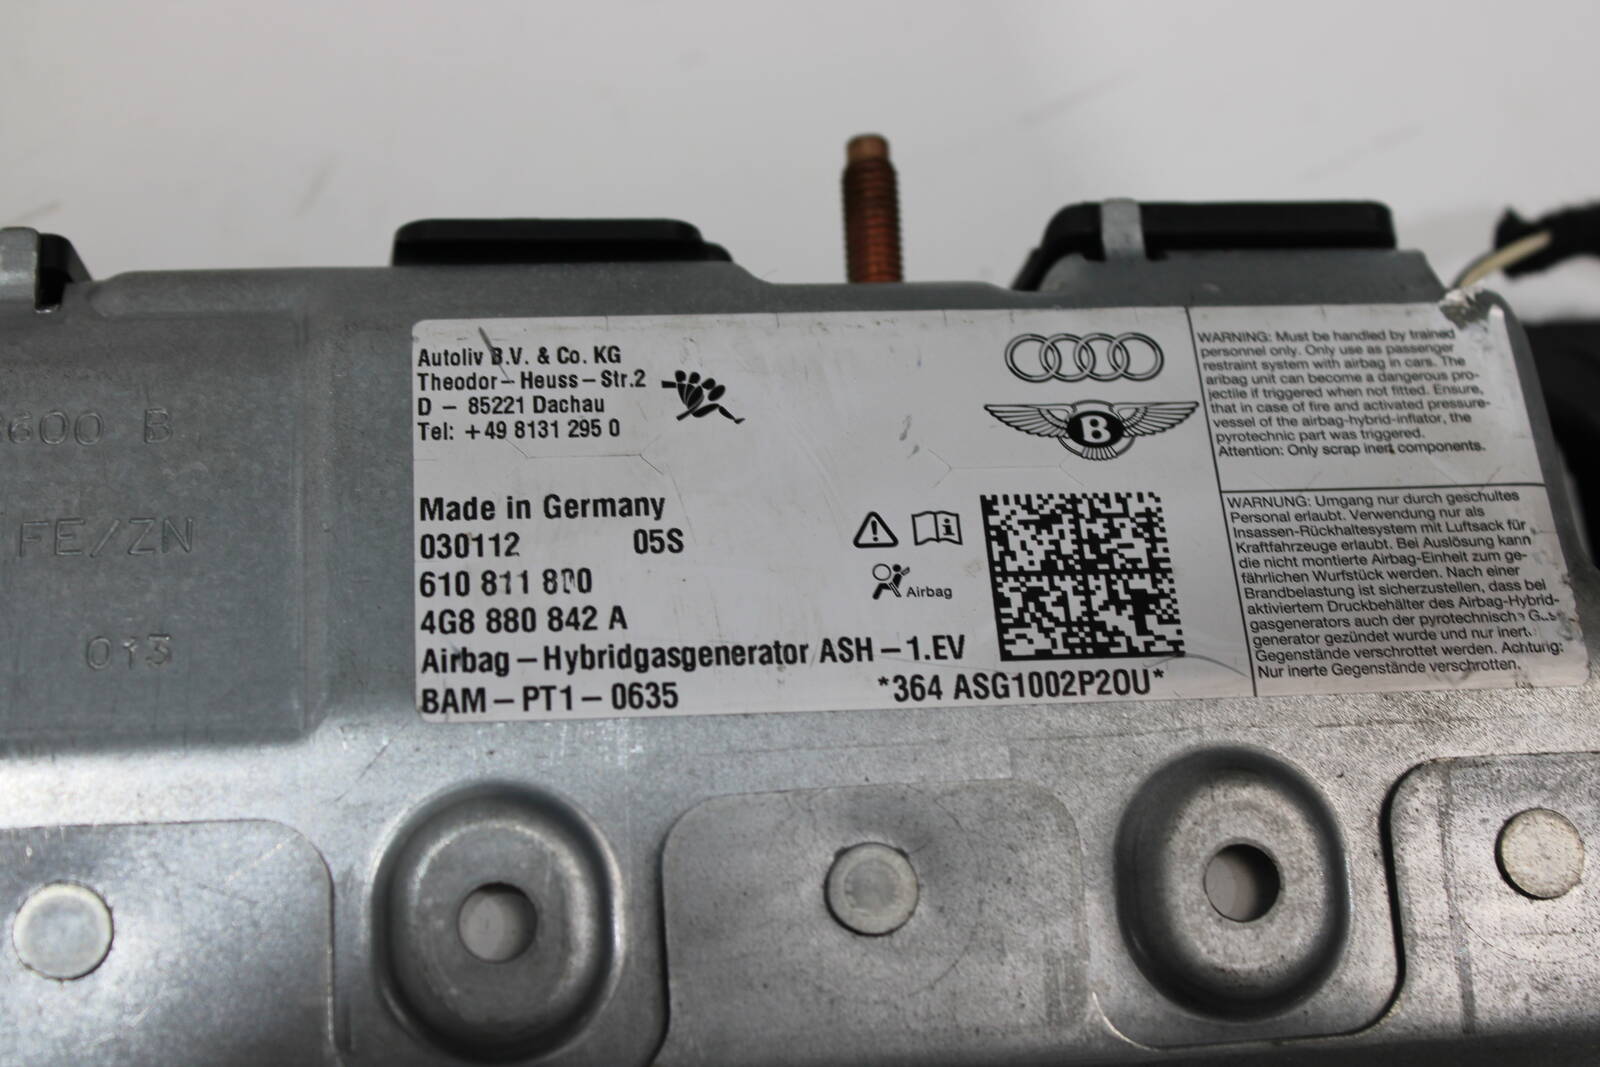 Autoliv B.V. & Co. KG
Theodor-Heuss-Str.2
D - 85221 Dachau
Tel: +49 8131 295 0
Made in Germany
030112 05S
610 811 800
4G8 880 842 A
Airbag-Hybridgasgenerator ASH-1.EV
BAM-PT1-0635
*364 ASG1002P2OU*
B
Airbag
WARNING: Must be handled by trained
personnel only. Only use as passenger
restraint system with airbag in cars. The
aribag unit can become a dangerous pro-
jectile if triggered when not fitted. Ensure,
that in case of fire and activated pressure-
vessel of the airbag-hybrid-inflator, the
pyrotechnic part was triggered.
Attention: Only scrap inert components.
WARNUNG: Umgang nur durch geschultes
Personal erlaubt. Verwendung nur als
Insassen-Rückhaltesystem mit Luftsack für
Kraftfahrzeuge erlaubt. Bei Auslösung kann
die nicht montierte Airbag-Einheit zum ge-
fährlichen Wurfstück werden. Nach einer
Brandbelastung ist sicherzustellen, dass bei
aktiviertem Druckbehälter des Airbag-Hybrid-
gasgenerators auch der pyrotechnische
generator gezündet wurde und nur inert.
Gegenstände verschrottet werden. Achtung:
Nur inerte Gegenstände verschrotten.
600 B
FE/ZN
013